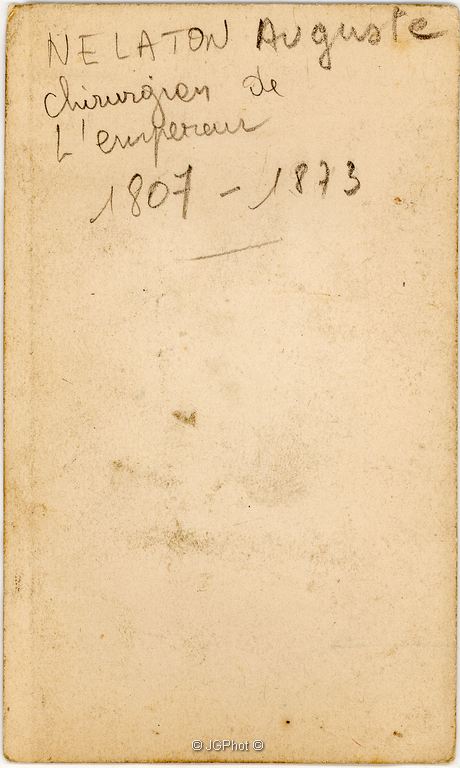 NELATON Auguste
chirurgien de
L'empereur
1807 - 1873
© JGPhot ©